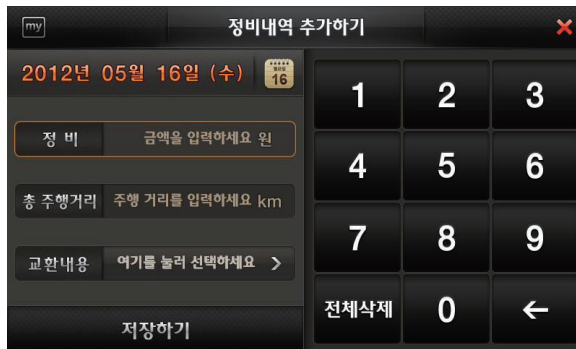 my 정비내역 추가하기
2012년 05월 16일 (수) 16
정 비 금액을 입력하세요 원
총 주행거리 주행 거리를 입력하세요 km
교환내용 여기를 눌러 선택하세요 >
저장하기
1 2 3
4 5 6
7 8 9
전체삭제 0 ←